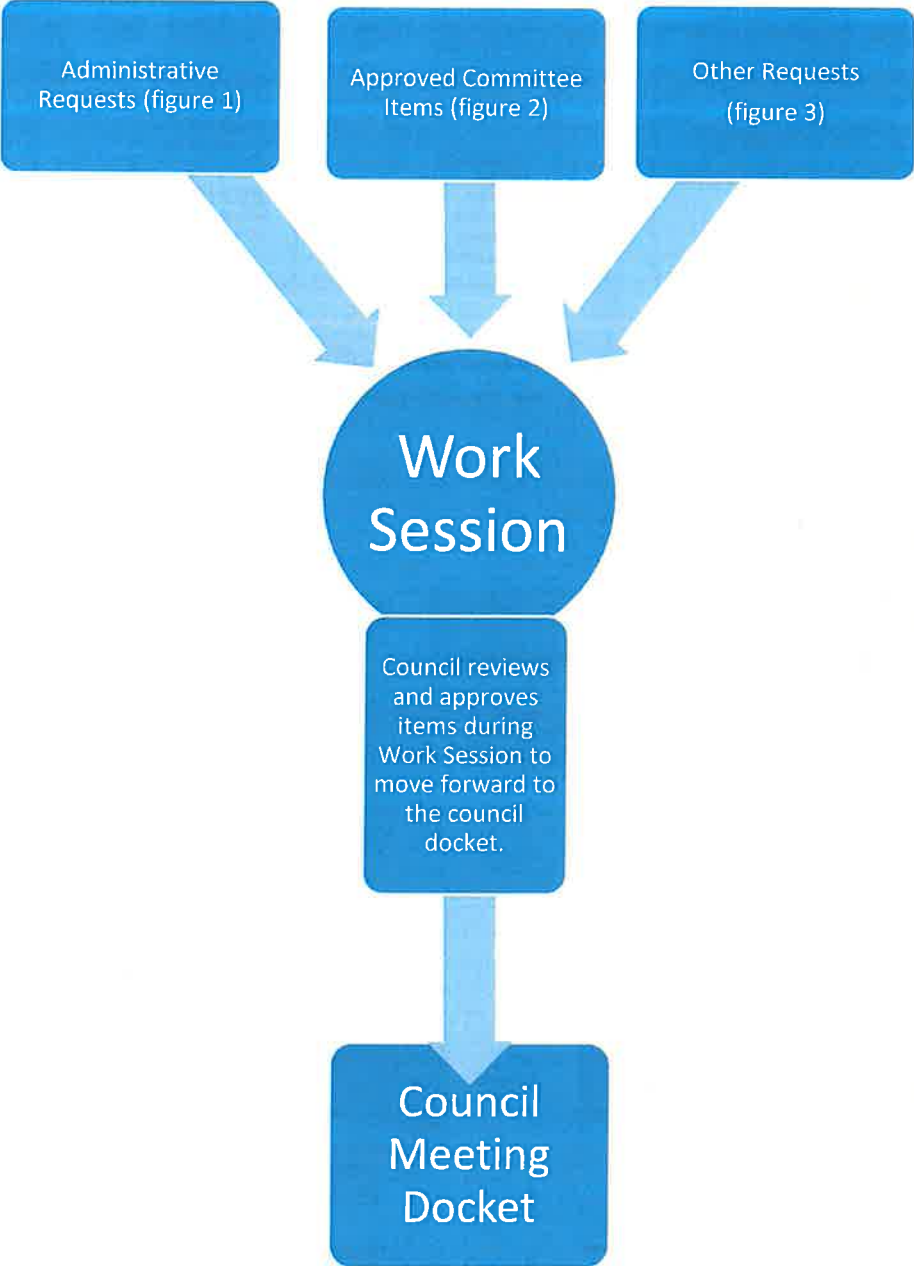 Administrative
Requests (figure 1)
Approved Committee
Items (figure 2)
Other Requests
(figure 3)
Work
Session
Council reviews
and approves
items during
Work Session to
move forward to
the council
docket.
Council
Meeting
Docket